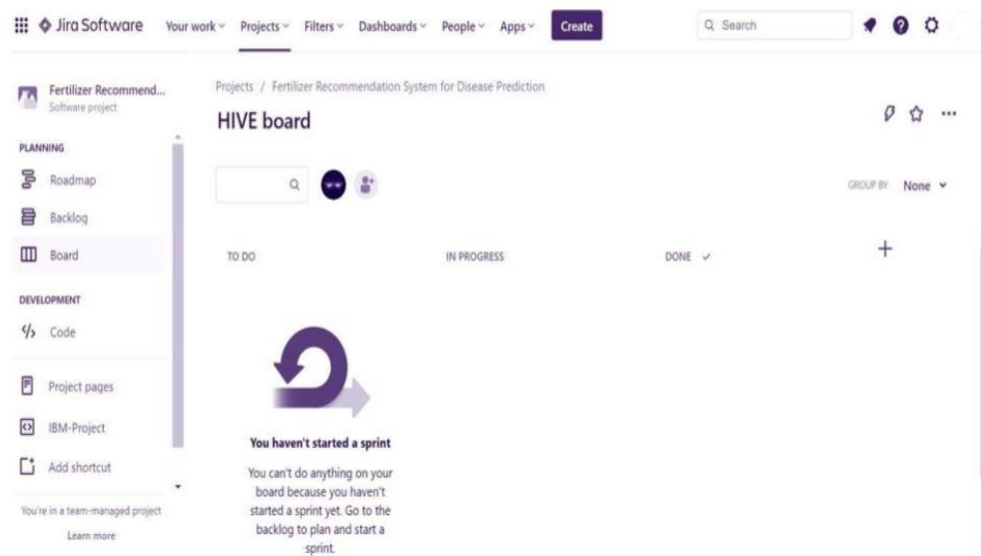 Jira Software Your work Projects Filters Dashboards People Apps Create Search
Fertilizer Recommend...
Software project
PLANNING
Roadmap
Backlog
Board
DEVELOPMENT
Code
Project pages
IBM-Project
Add shortcut
You're in a team-managed project
Learn more
Projects / Fertilizer Recommendation System for Disease Prediction
HIVE board
GROUP BY None
TO DO IN PROGRESS DONE
You haven't started a sprint
You can't do anything on your
board because you haven't
started a sprint yet. Go to the
backlog to plan and start a
sprint.